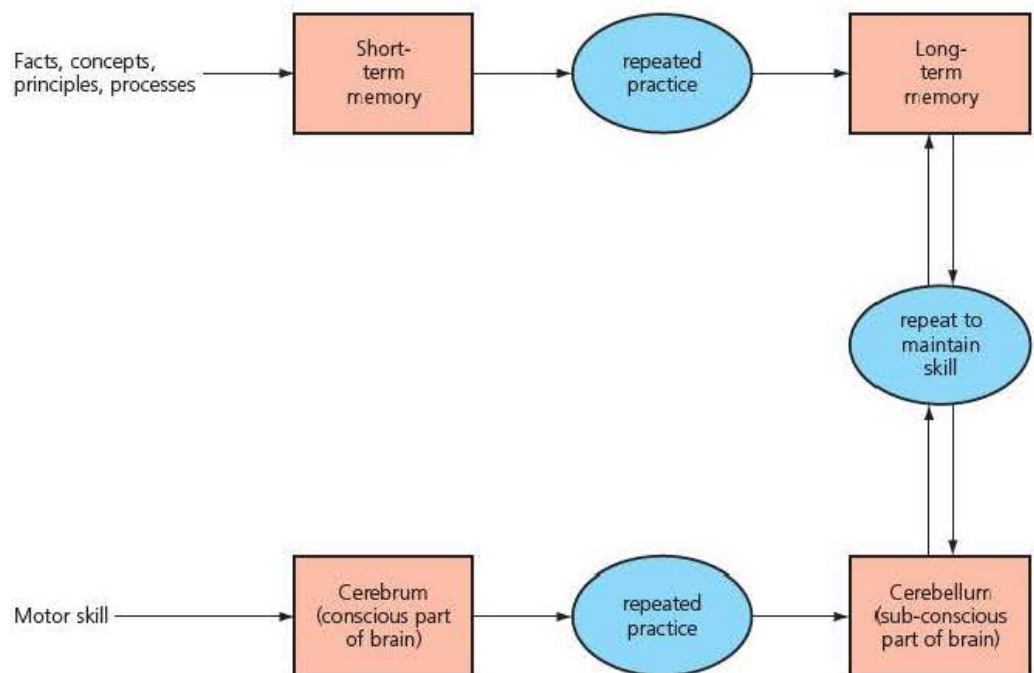 Facts, concepts,
principles, processes
Short-
term
memory
repeated
practice
Long-
term
memory
repeat to
maintain
skill
Motor skill
Cerebrum
(conscious part
of brain)
repeated
practice
Cerebellum
(sub-conscious
part of brain)